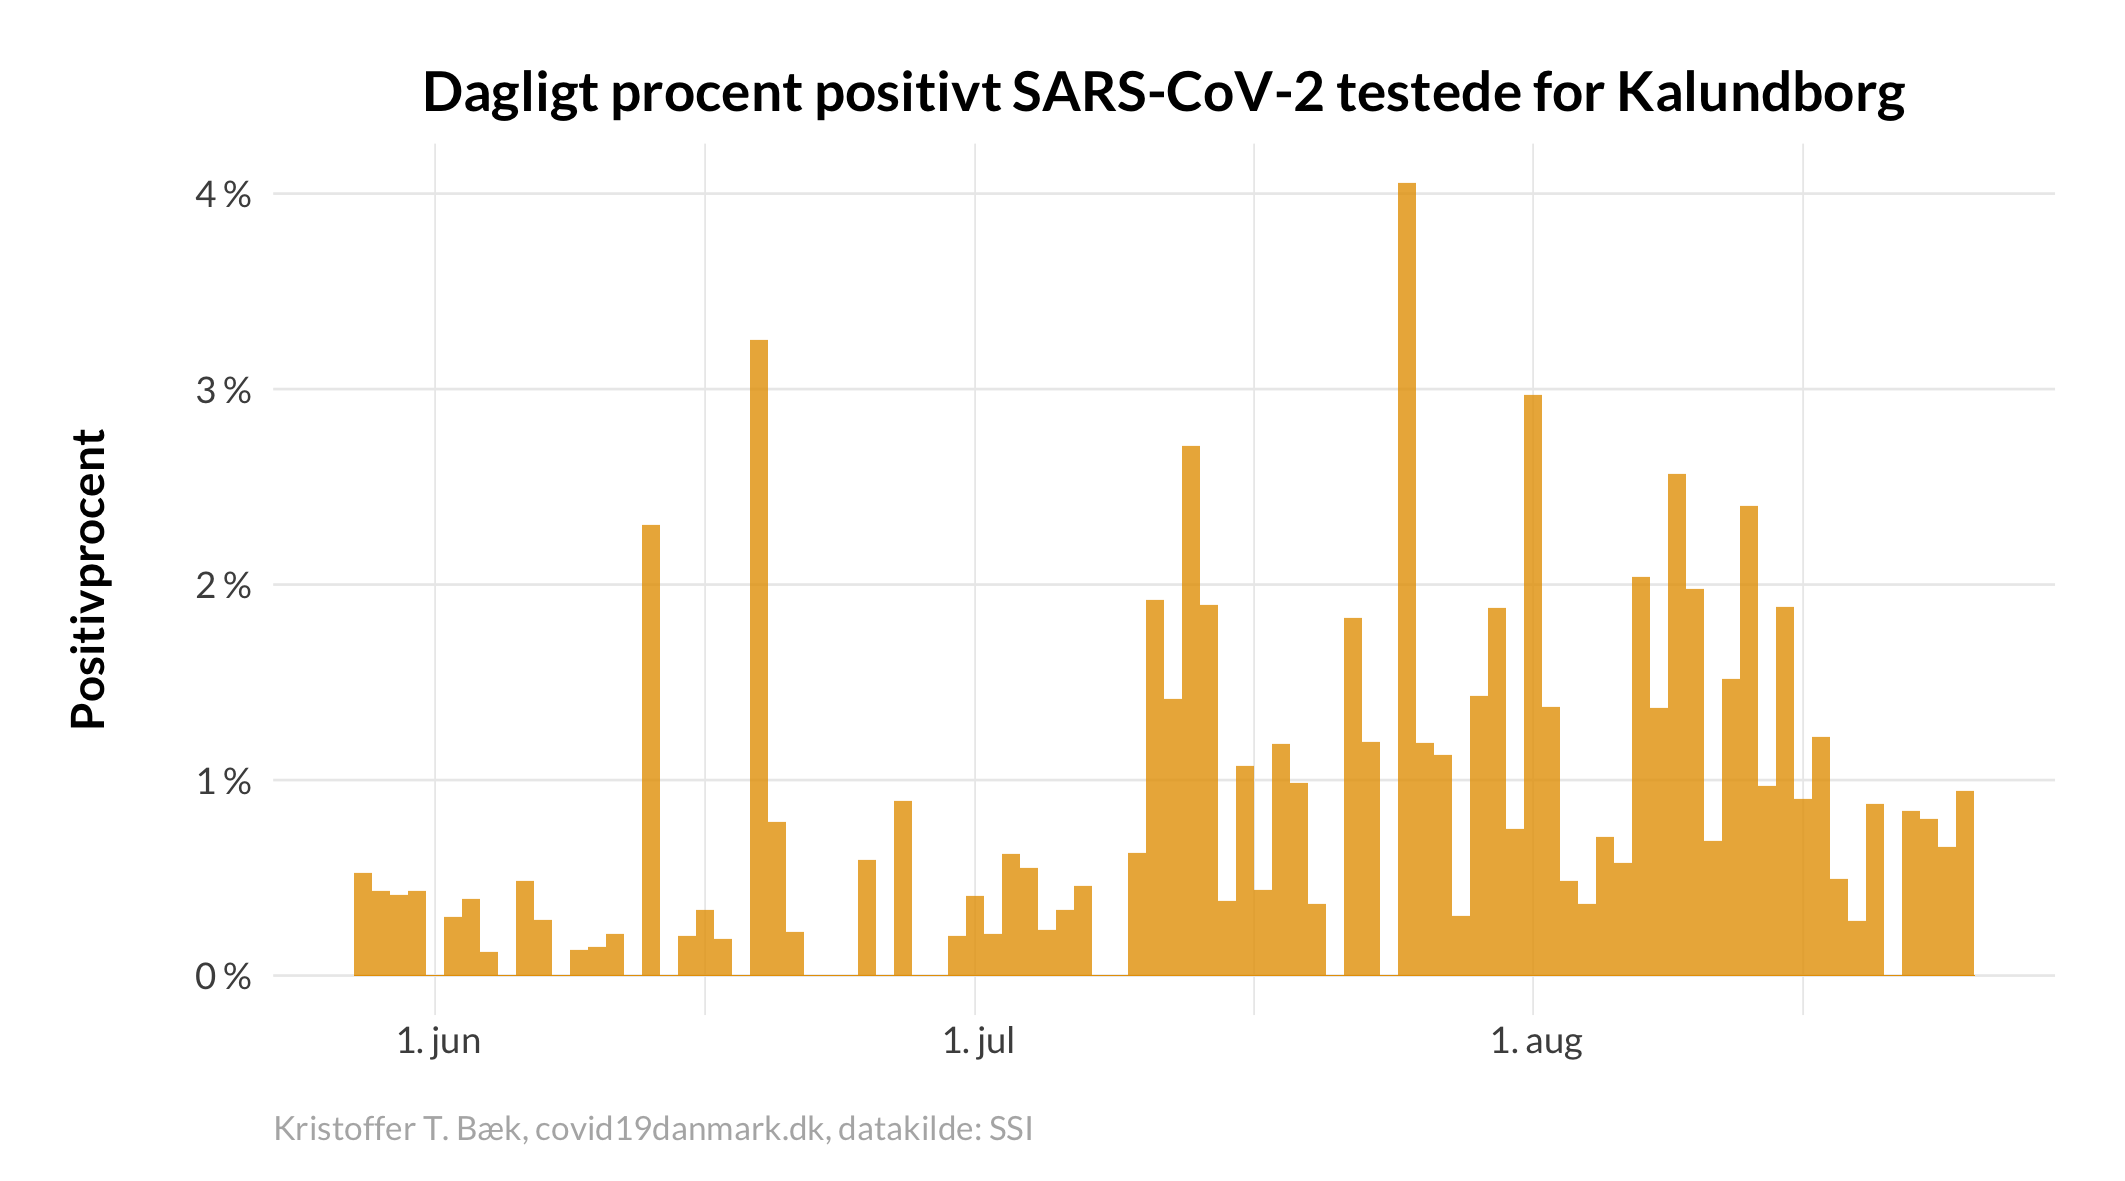 Dagligt procent positivt SARS-CoV-2 testede for Kalundborg
Positivprocent
4 %
3 %
2 %
1 %
0 %
1. jun
1. jul
1. aug
Kristoffer T. Bæk, covid19danmark.dk, datakilde: SSI